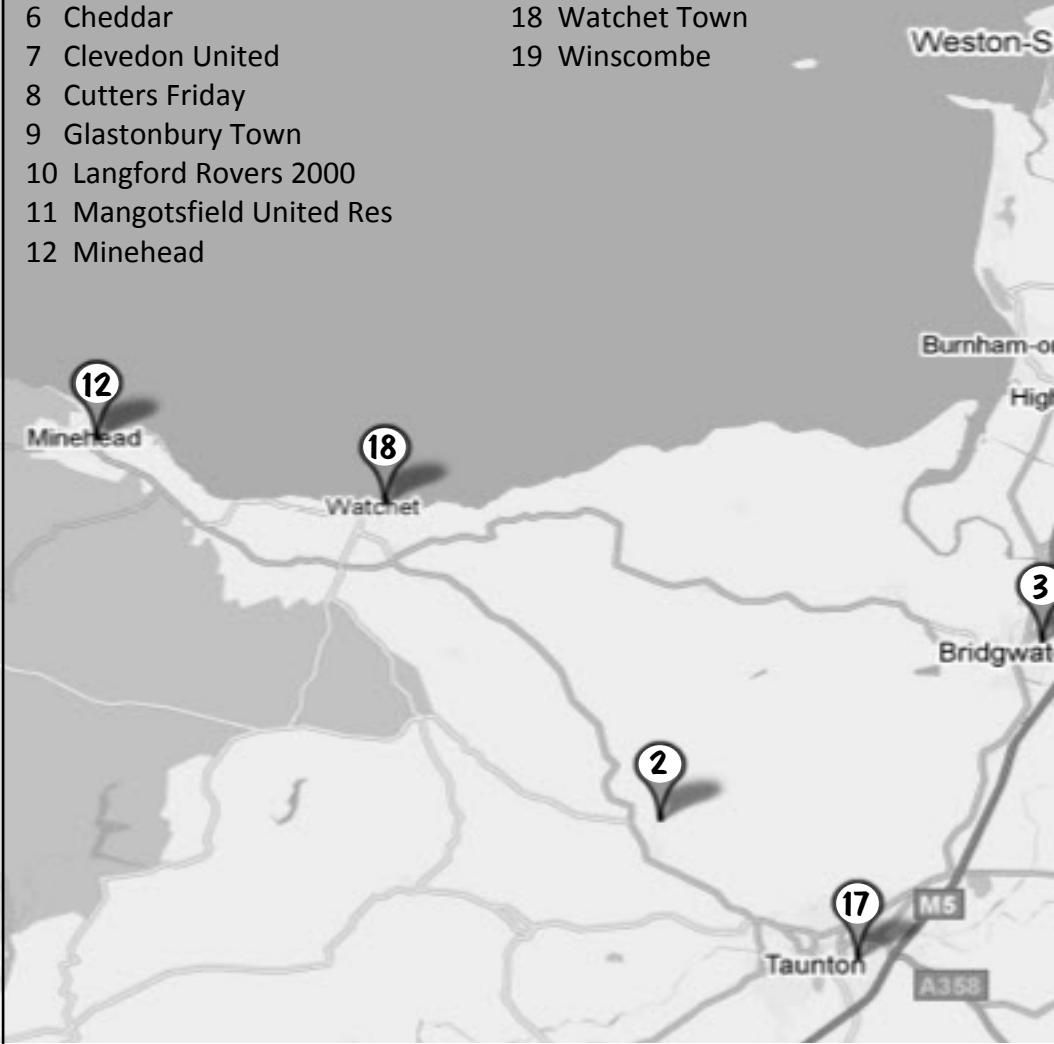 6 Cheddar
7 Clevedon United
8 Cutters Friday
9 Glastonbury Town
10 Langford Rovers 2000
11 Mangotsfield United Res
12 Minehead
18 Watchet Town
19 Winscombe
Weston-S
Burnham-o
High
12
Minehead
18
Watchet
3
Bridgwat
2
17
M5
Taunton
A358